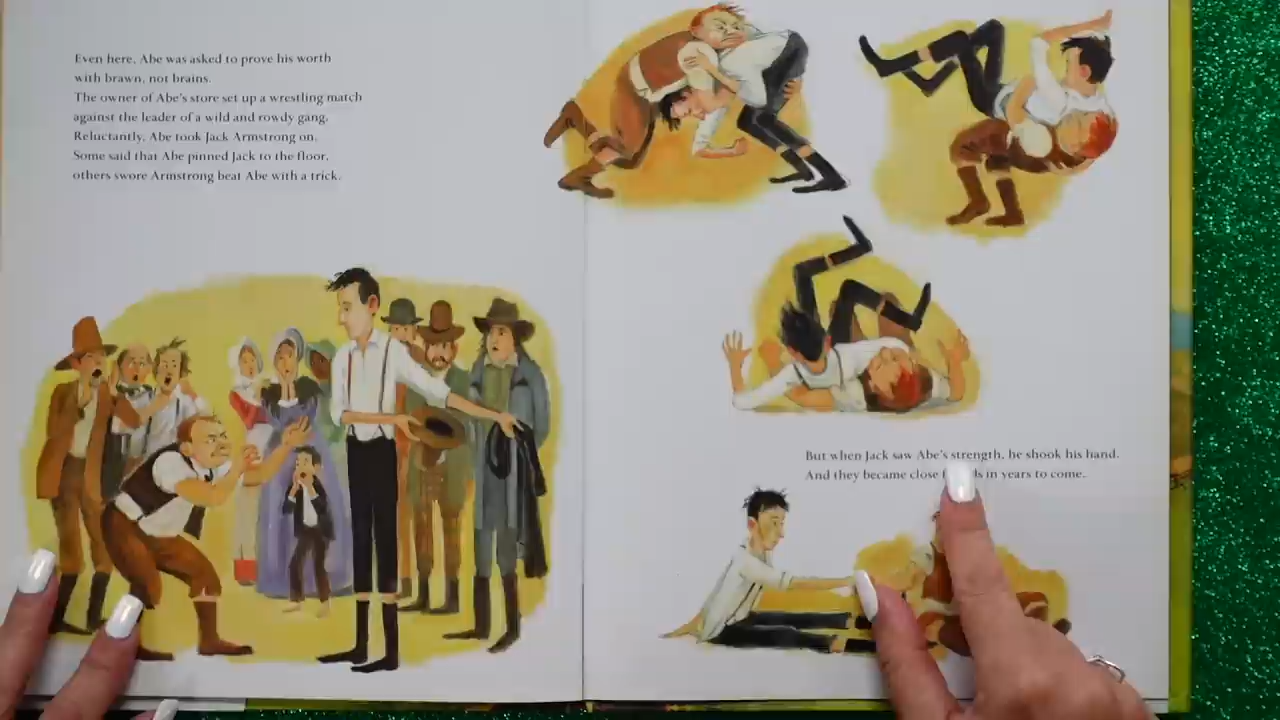 Even here, Abe was asked to prove his worth
with brawn, not brains.
The owner of Abe's store set up a wrestling match
against the leader of a wild and rowdy gang.
Reluctantly, Abe took Jack Armstrong on.
Some said that Abe pinned Jack to the floor,
others swore Armstrong beat Abe with a trick.
But when Jack saw Abe's strength, he shook his hand.
And they became close in years to come.